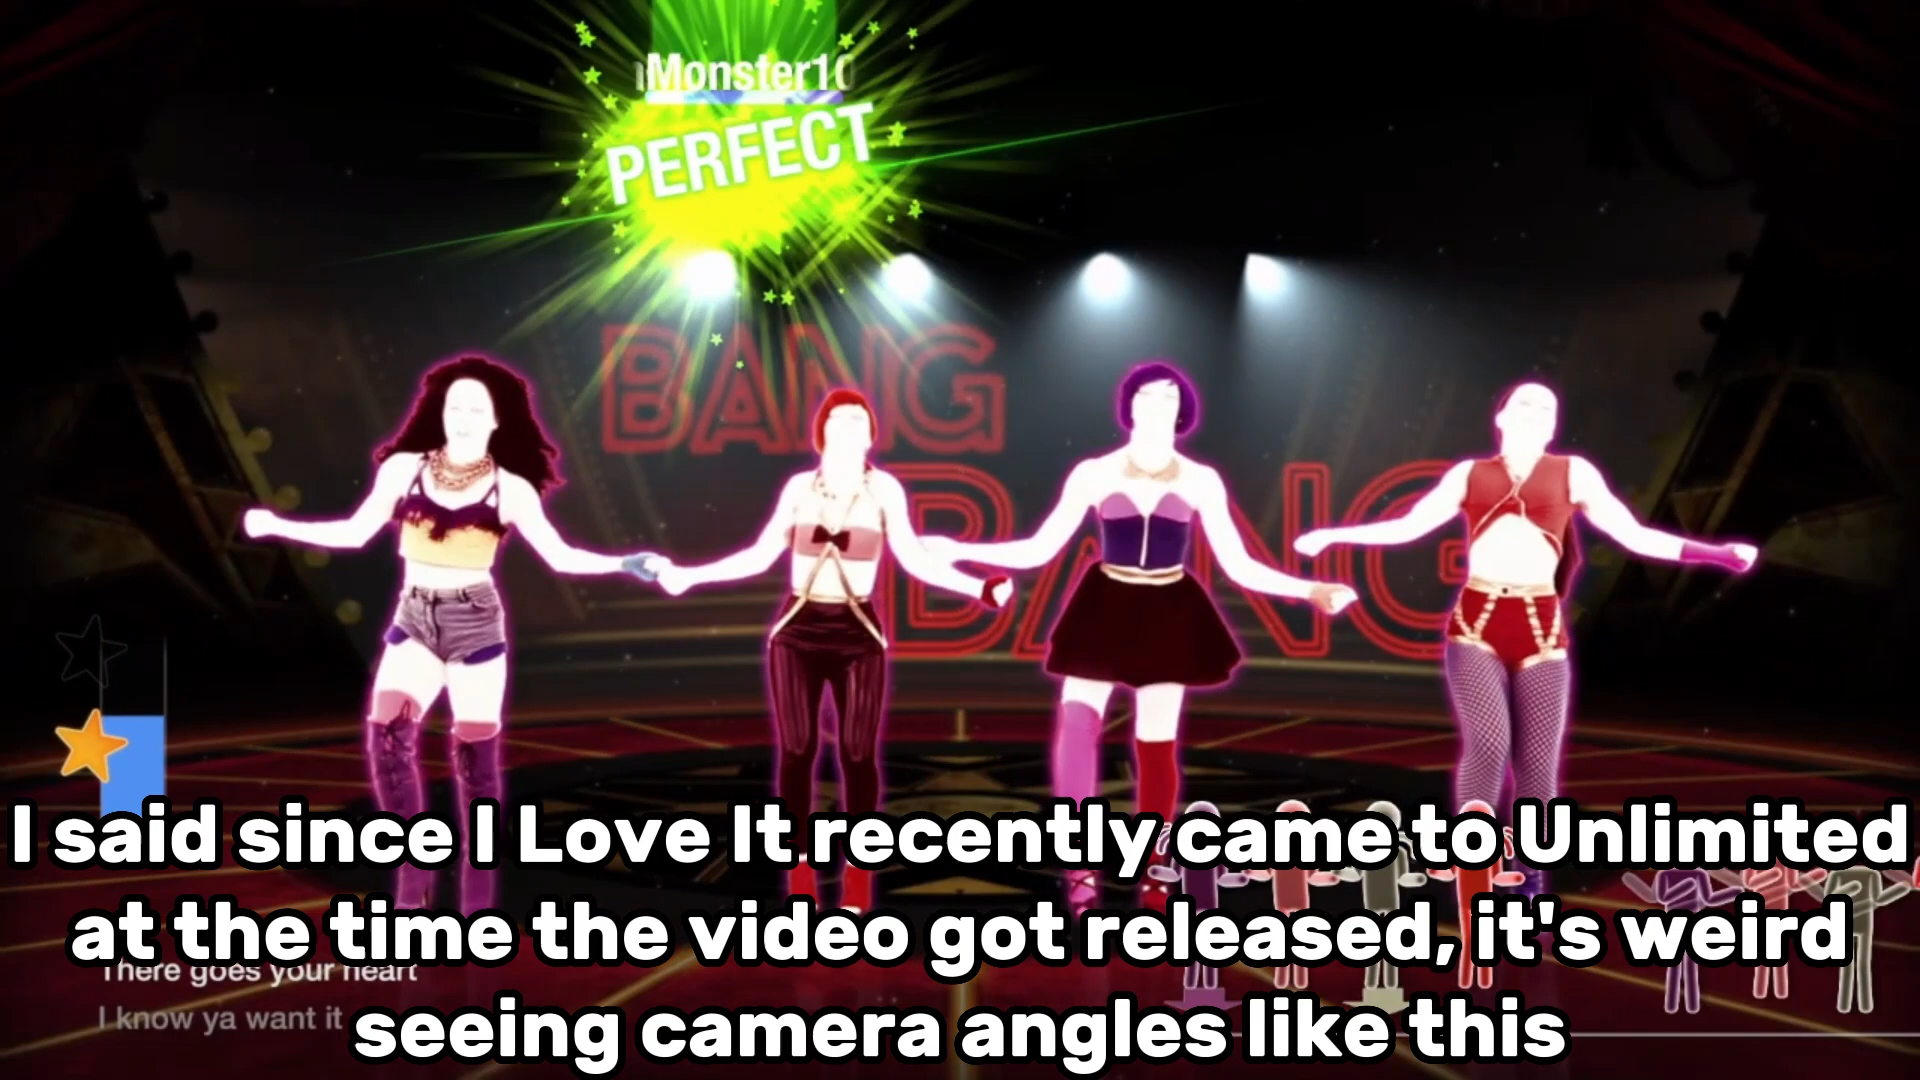 Monster10
PERFECT
BANG
BANG
I said since I Love It recently came to Unlimited
at the time the video got released, it's weird
seeing camera angles like this
There goes your heart
I know ya want it